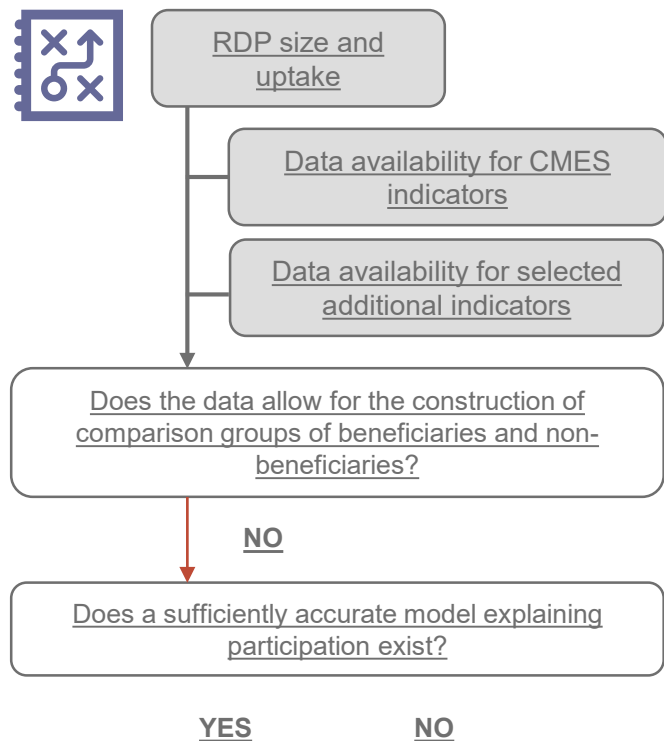 RDP size and
uptake
Data availability for CMES
indicators
Data availability for selected
additional indicators
Does the data allow for the construction of
comparison groups of beneficiaries and non-
beneficiaries?
NO
Does a sufficiently accurate model explaining
participation exist?
YES NO